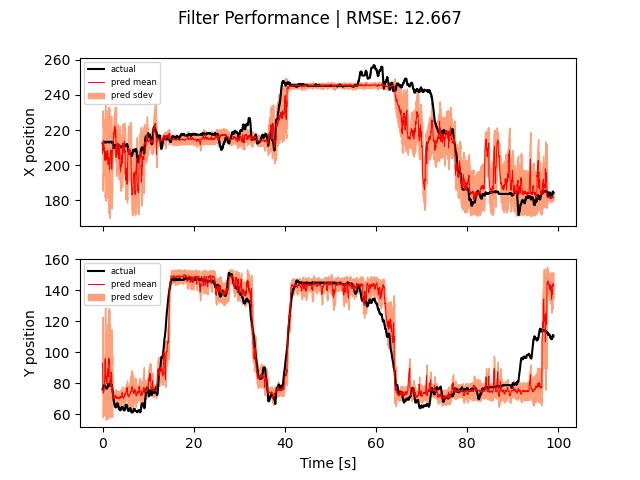 Filter Performance | RMSE: 12.667
260
240
220
200
180
X position
actual
pred mean
pred sdev
160
140
120
100
80
60
Y position
actual
pred mean
pred sdev
0 20 40 60 80 100
Time [s]